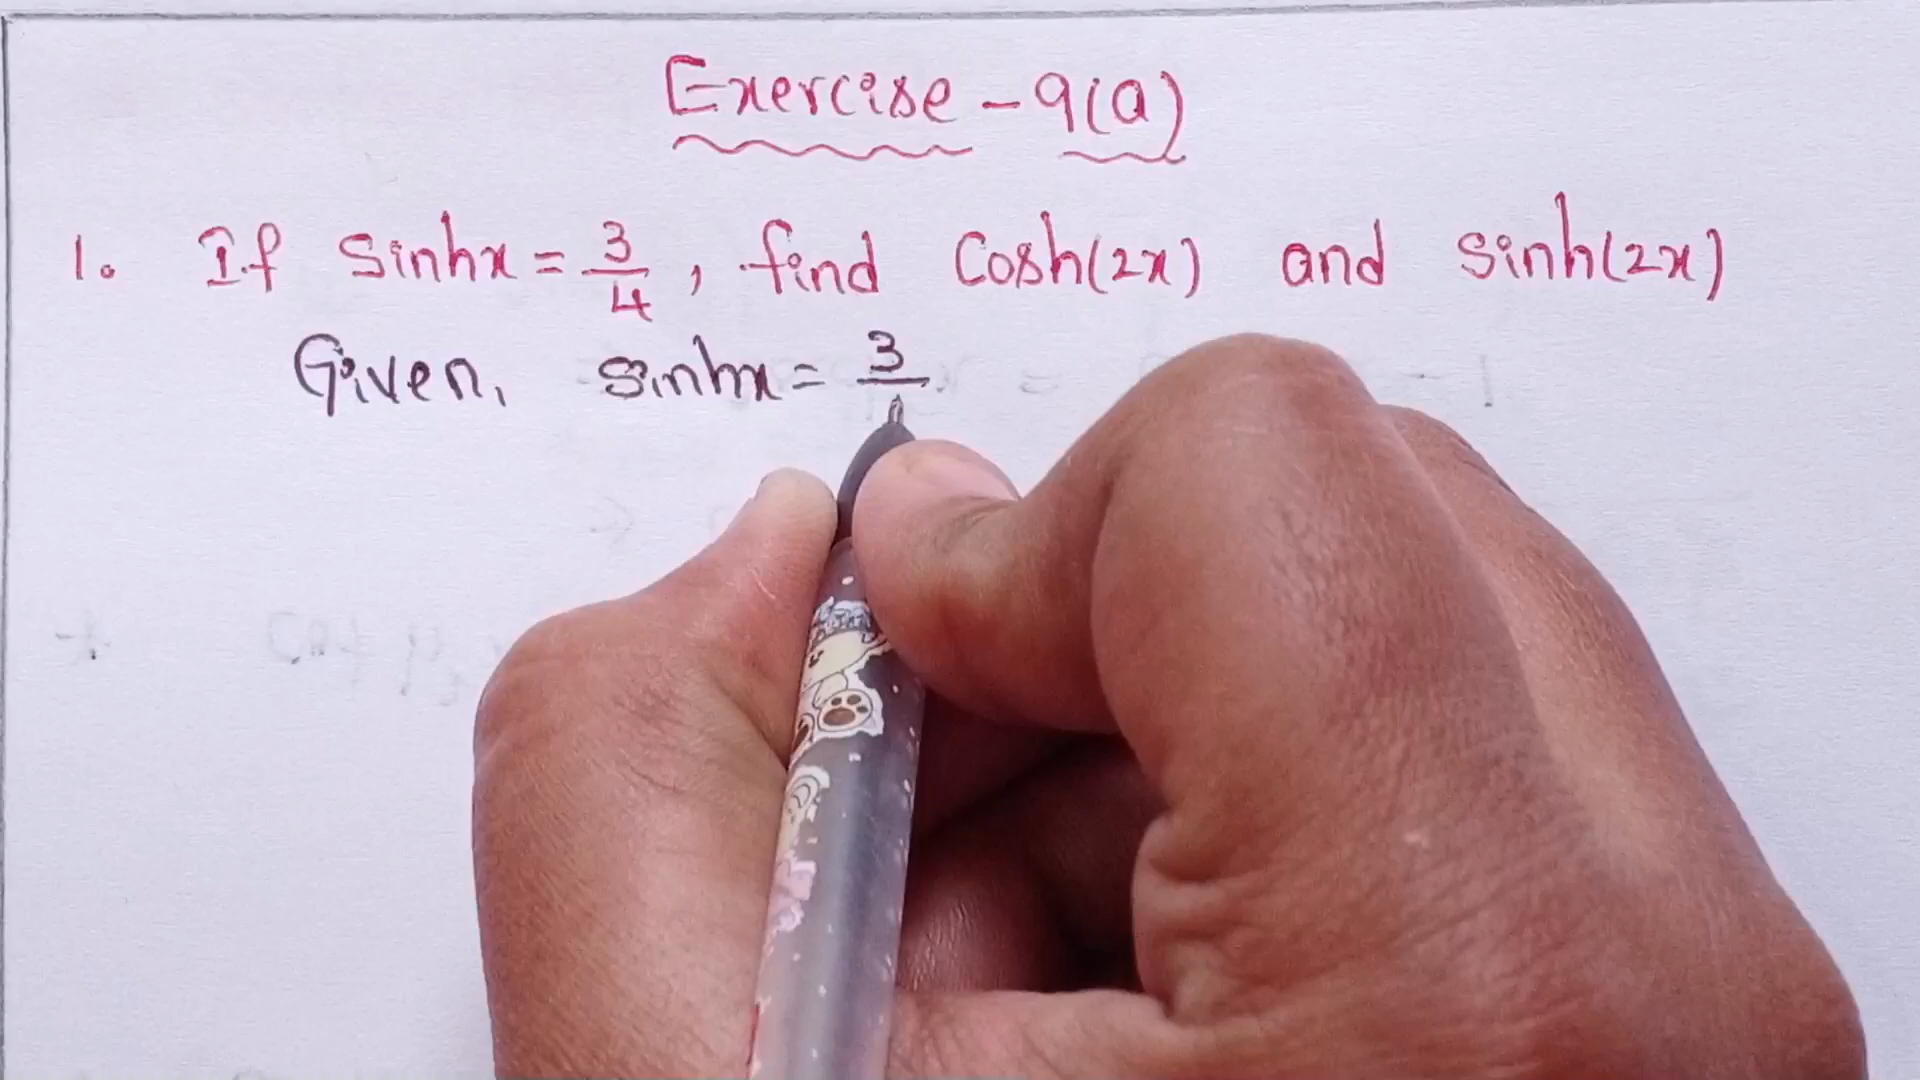 Exercise - 9(a)
1. If Sinhx = 3/4, find Cosh(2x) and Sinh(2x)
Given, sinhx = 3/